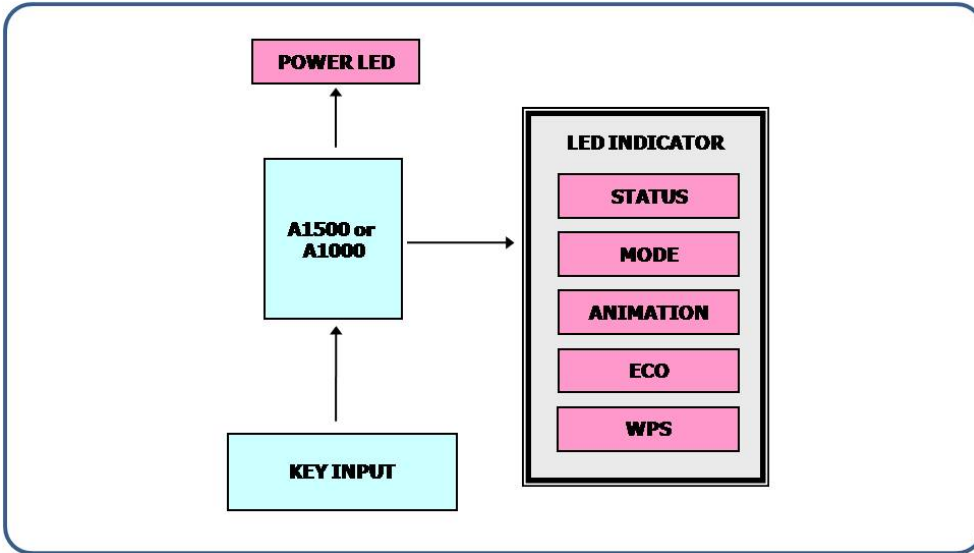 POWER LED
A1500 or
A1000
KEY INPUT
LED INDICATOR
STATUS
MODE
ANIMATION
ECO
WPS